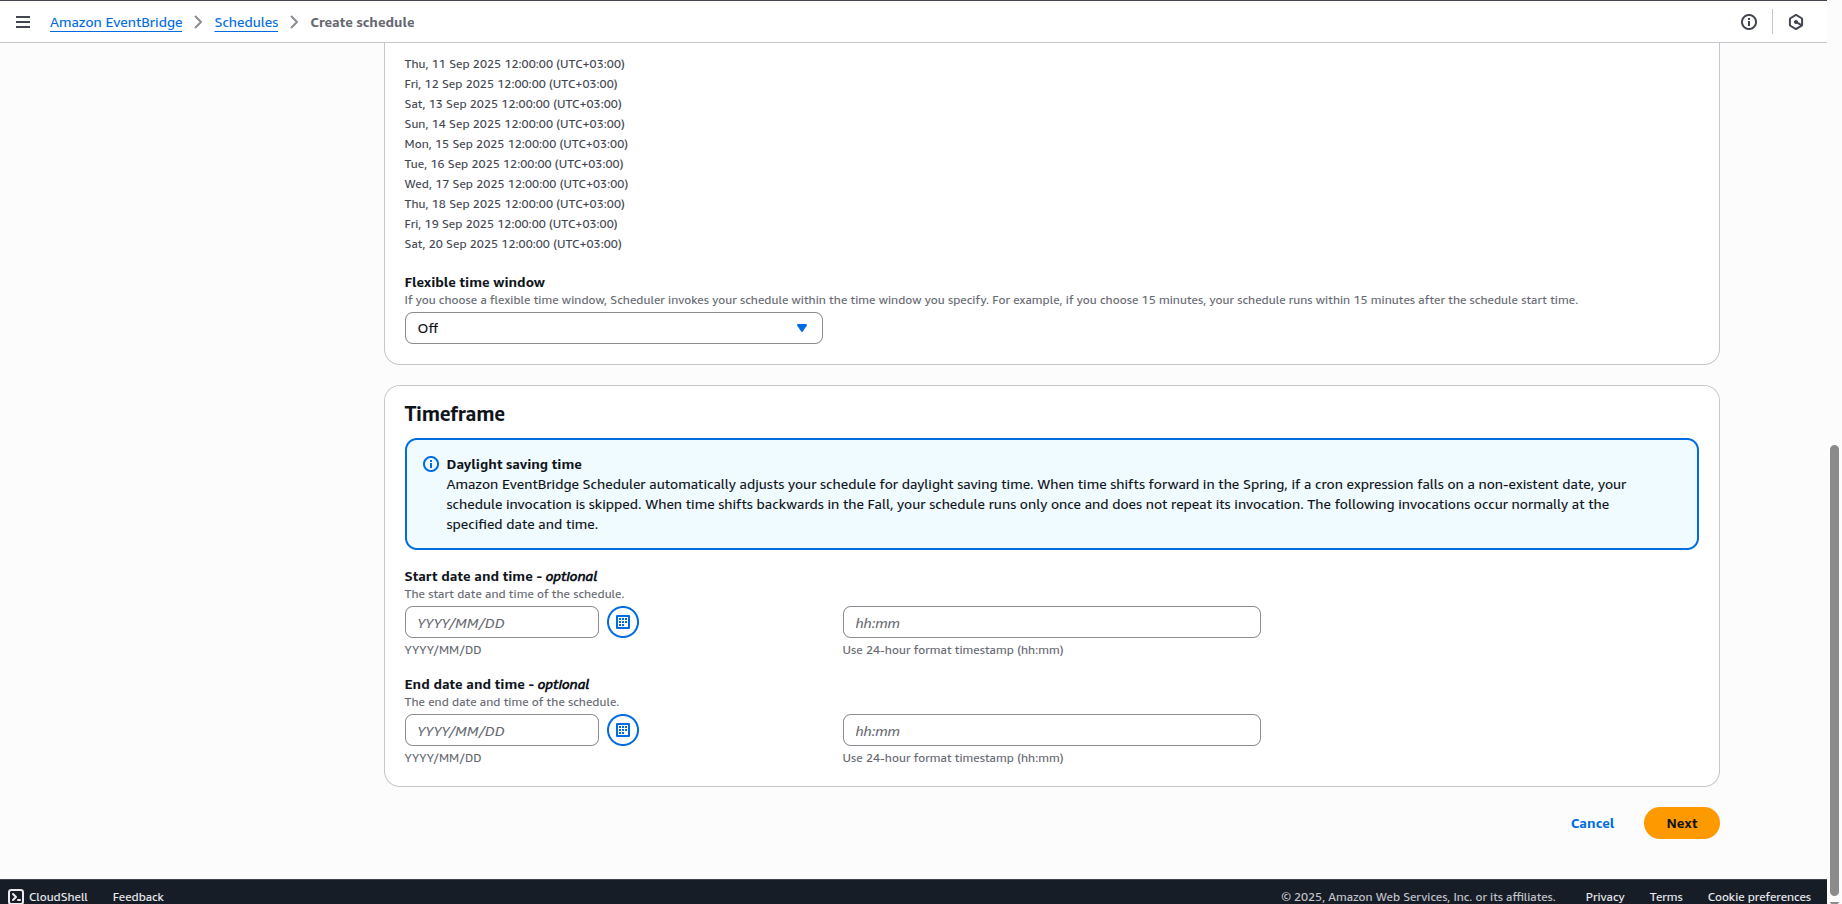 Amazon EventBridge > Schedules > Create schedule
Thu, 11 Sep 2025 12:00:00 (UTC+03:00)
Fri, 12 Sep 2025 12:00:00 (UTC+03:00)
Sat, 13 Sep 2025 12:00:00 (UTC+03:00)
Sun, 14 Sep 2025 12:00:00 (UTC+03:00)
Mon, 15 Sep 2025 12:00:00 (UTC+03:00)
Tue, 16 Sep 2025 12:00:00 (UTC+03:00)
Wed, 17 Sep 2025 12:00:00 (UTC+03:00)
Thu, 18 Sep 2025 12:00:00 (UTC+03:00)
Fri, 19 Sep 2025 12:00:00 (UTC+03:00)
Sat, 20 Sep 2025 12:00:00 (UTC+03:00)
Flexible time window
If you choose a flexible time window, Scheduler invokes your schedule within the time window you specify. For example, if you choose 15 minutes, your schedule runs within 15 minutes after the schedule start time.
Off
Timeframe
Daylight saving time
Amazon EventBridge Scheduler automatically adjusts your schedule for daylight saving time. When time shifts forward in the Spring, if a cron expression falls on a non-existent date, your
schedule invocation is skipped. When time shifts backwards in the Fall, your schedule runs only once and does not repeat its invocation. The following invocations occur normally at the
specified date and time.
Start date and time - optional
The start date and time of the schedule.
YYYY/MM/DD hh:mm
YYYY/MM/DD Use 24-hour format timestamp (hh:mm)
End date and time - optional
The end date and time of the schedule.
YYYY/MM/DD hh:mm
YYYY/MM/DD Use 24-hour format timestamp (hh:mm)
Cancel Next
CloudShell Feedback © 2025, Amazon Web Services, Inc. or its affiliates. Privacy Terms Cookie preferences